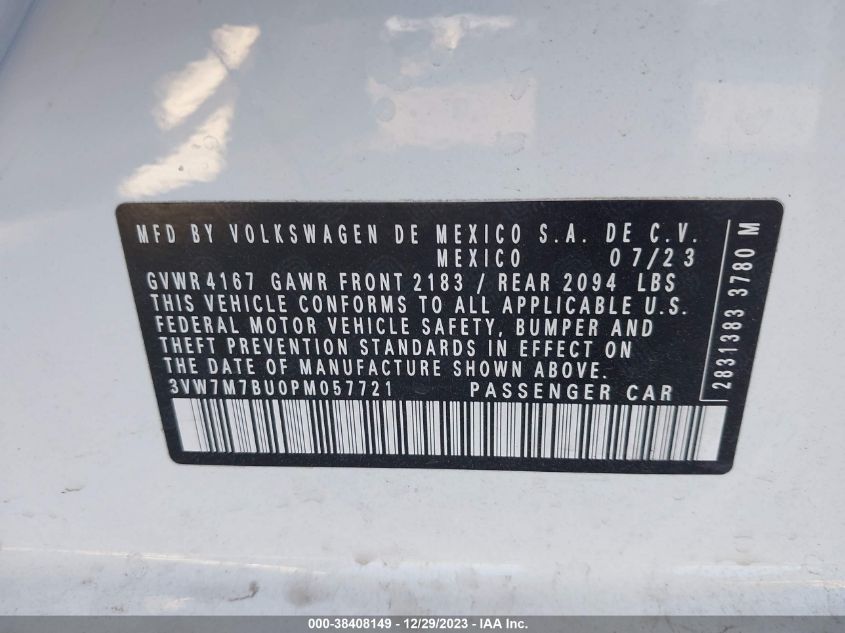 MFD BY VOLKSWAGEN DE MEXICO S.A. DE C.V.
MEXICO 07/23
GVWR 4167 GAWR FRONT 2183 / REAR 2094 LBS
THIS VEHICLE CONFORMS TO ALL APPLICABLE U.S.
FEDERAL MOTOR VEHICLE SAFETY, BUMPER AND
THEFT PREVENTION STANDARDS IN EFFECT ON
THE DATE OF MANUFACTURE SHOWN ABOVE.
3VW7M7BU0PM057721 PASSENGER CAR
2831383 3780 M
000-38408149 - 12/29/2023 - IAA Inc.